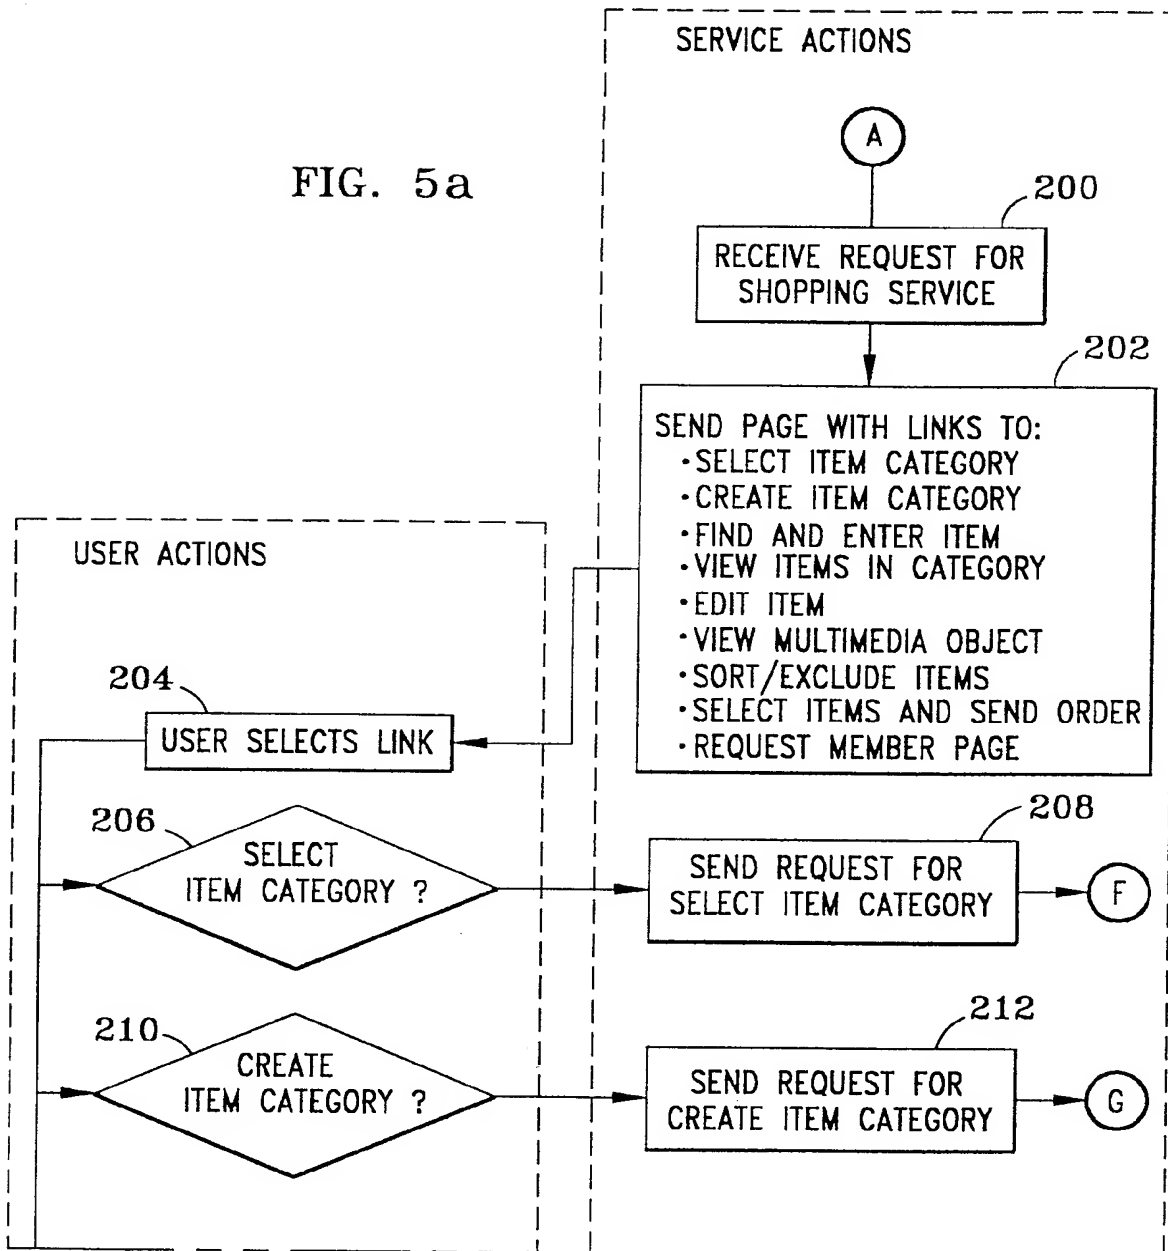 SERVICE ACTIONS
A
FIG. 5a
200
RECEIVE REQUEST FOR
SHOPPING SERVICE
202
SEND PAGE WITH LINKS TO:
·SELECT ITEM CATEGORY
·CREATE ITEM CATEGORY
·FIND AND ENTER ITEM
·VIEW ITEMS IN CATEGORY
·EDIT ITEM
·VIEW MULTIMEDIA OBJECT
·SORT/EXCLUDE ITEMS
·SELECT ITEMS AND SEND ORDER
·REQUEST MEMBER PAGE
USER ACTIONS
204
USER SELECTS LINK
206
SELECT
ITEM CATEGORY ?
208
SEND REQUEST FOR
SELECT ITEM CATEGORY
F
210
CREATE
ITEM CATEGORY ?
212
SEND REQUEST FOR
CREATE ITEM CATEGORY
G